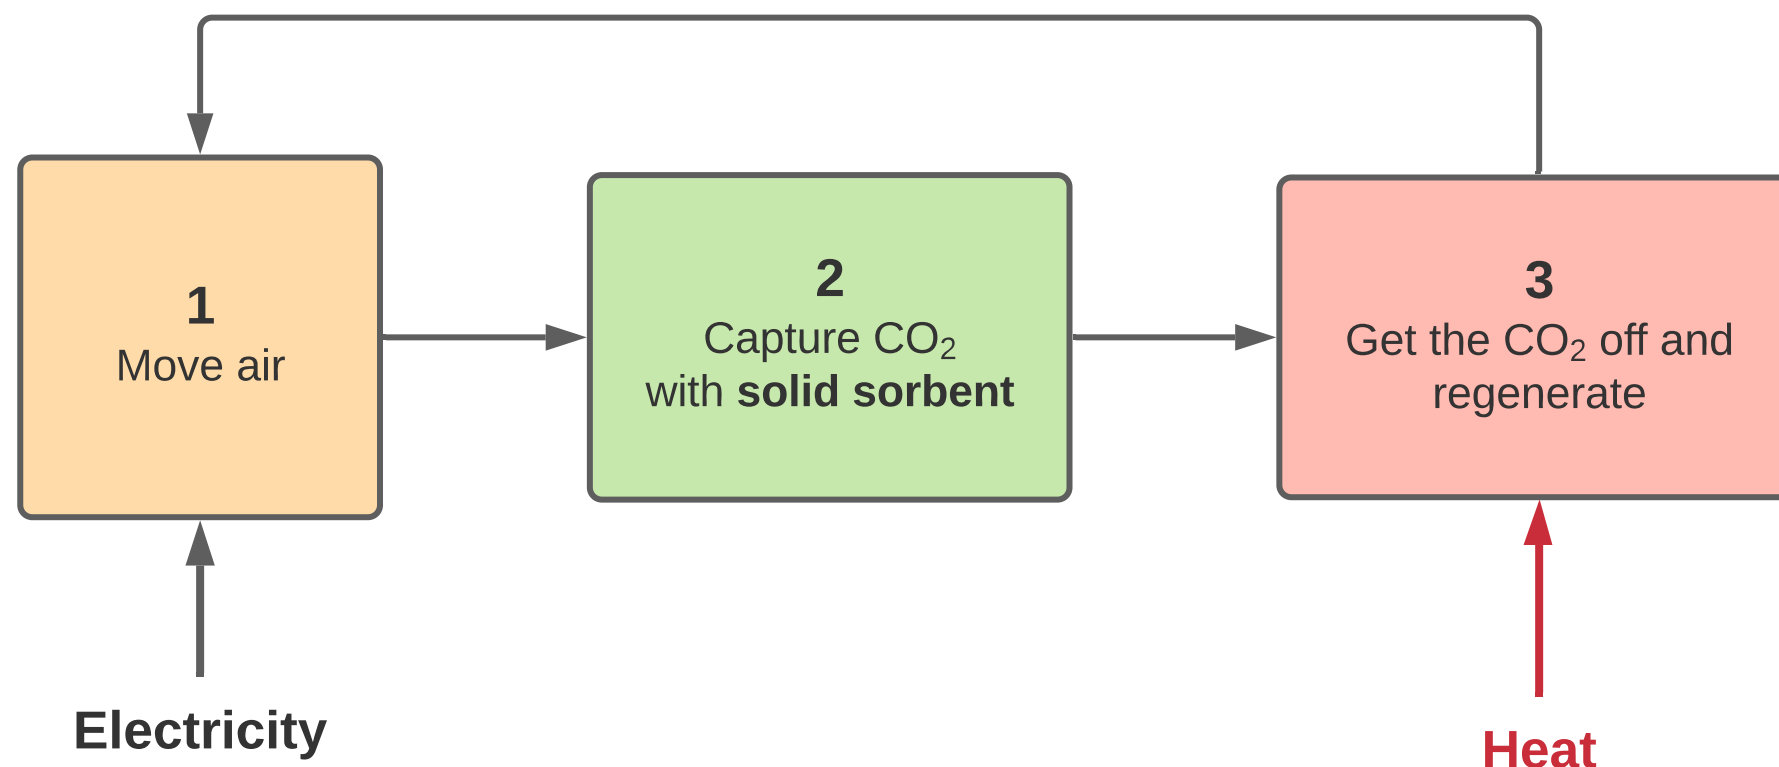 1
Move air
2
Capture CO₂
with solid sorbent
3
Get the CO₂ off and
regenerate
Electricity
Heat